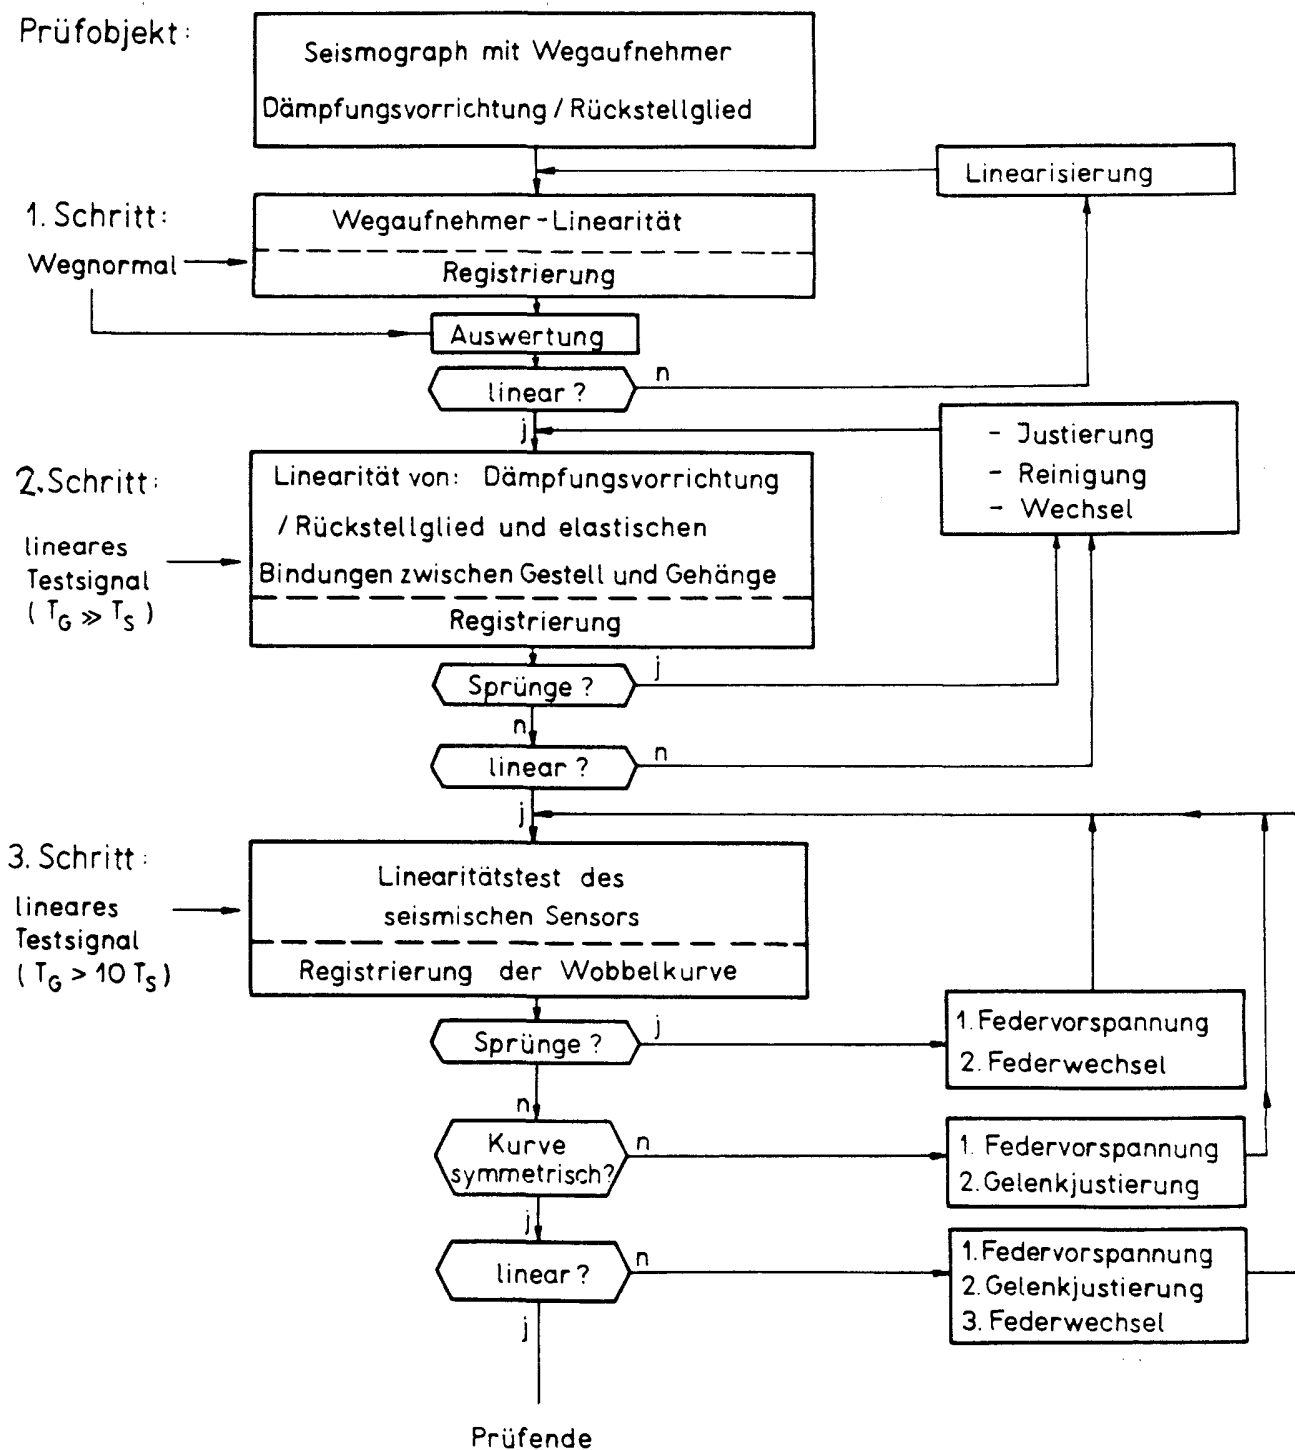 Prüfobjekt:
Seismograph mit Wegaufnehmer
Dämpfungsvorrichtung / Rückstellglied
Linearisierung
1. Schritt:
Wegnormal
Wegaufnehmer-Linearität
Registrierung
Auswertung
linear?
n
j
- Justierung
- Reinigung
- Wechsel
2. Schritt:
lineares
Testsignal
(T_G ≫ T_S)
Linearität von: Dämpfungsvorrichtung
/ Rückstellglied und elastischen
Bindungen zwischen Gestell und Gehänge
Registrierung
Sprünge?
j
n
linear?
n
j
3. Schritt:
lineares
Testsignal
(T_G > 10 T_S)
Linearitätstest des
seismischen Sensors
Registrierung der Wobbelkurve
Sprünge?
j
1. Federvorspannung
2. Federwechsel
n
Kurve
symmetrisch?
n
1. Federvorspannung
2. Gelenkjustierung
j
linear?
n
1. Federvorspannung
2. Gelenkjustierung
3. Federwechsel
j
Prüfende